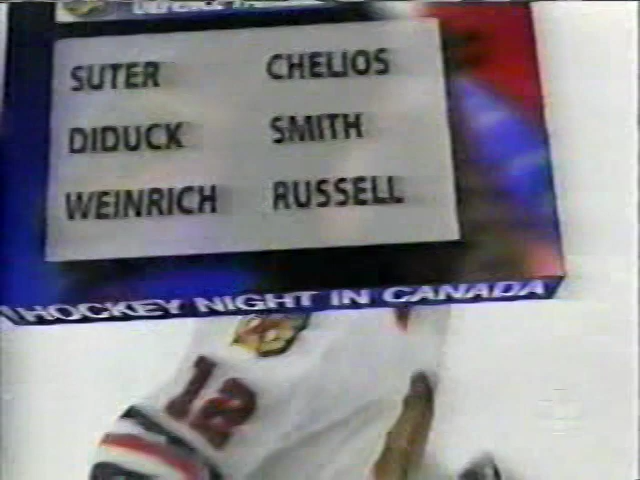 SUTER CHELIOS
DIDUCK SMITH
WEINRICH RUSSELL
HOCKEY NIGHT IN CANADA
12